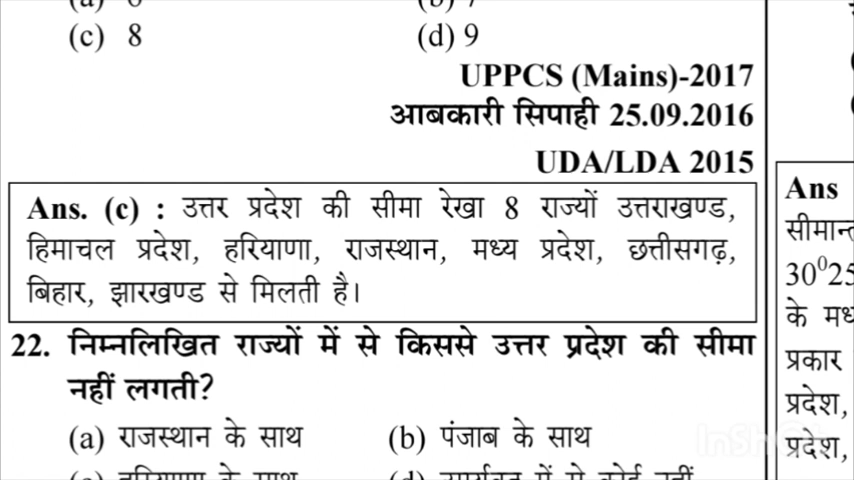 (c) 8 (d) 9
UPPCS (Mains)-2017
आबकारी सिपाही 25.09.2016
UDA/LDA 2015
Ans. (c) : उत्तर प्रदेश की सीमा रेखा 8 राज्यों उत्तराखण्ड,
हिमाचल प्रदेश, हरियाणा, राजस्थान, मध्य प्रदेश, छत्तीसगढ़,
बिहार, झारखण्ड से मिलती है।
22. निम्नलिखित राज्यों में से किससे उत्तर प्रदेश की सीमा
नहीं लगती?
(a) राजस्थान के साथ (b) पंजाब के साथ
Ans
30⁰25
के
प्रकार
प्रदेश,
प्रदेश,
InShOt